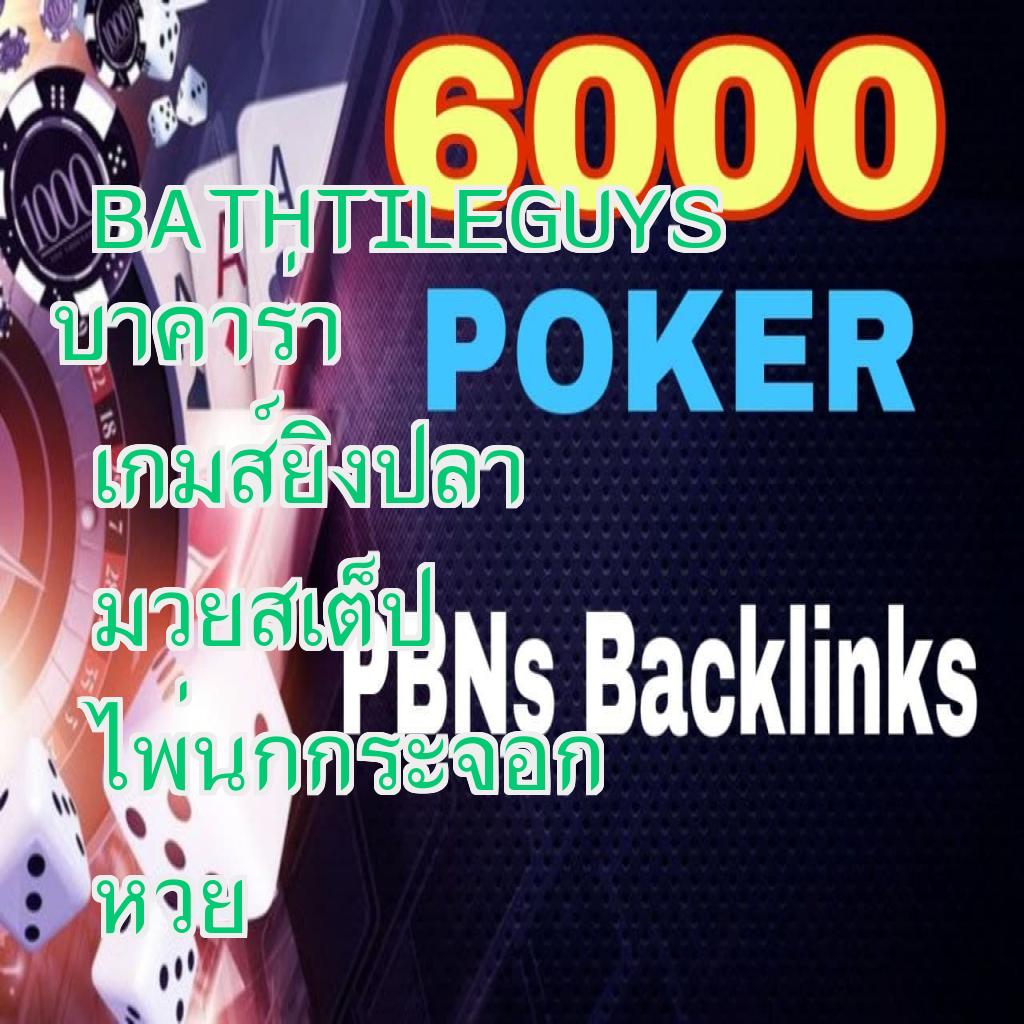 6000
BATHTILEGUYS
บาคาร่า
POKER
เกมส์ยิงปลา
มวยสเต็ป
PBNs Backlinks
ไพ่นกกระจอก
หวย
1000
1000
A
A
A